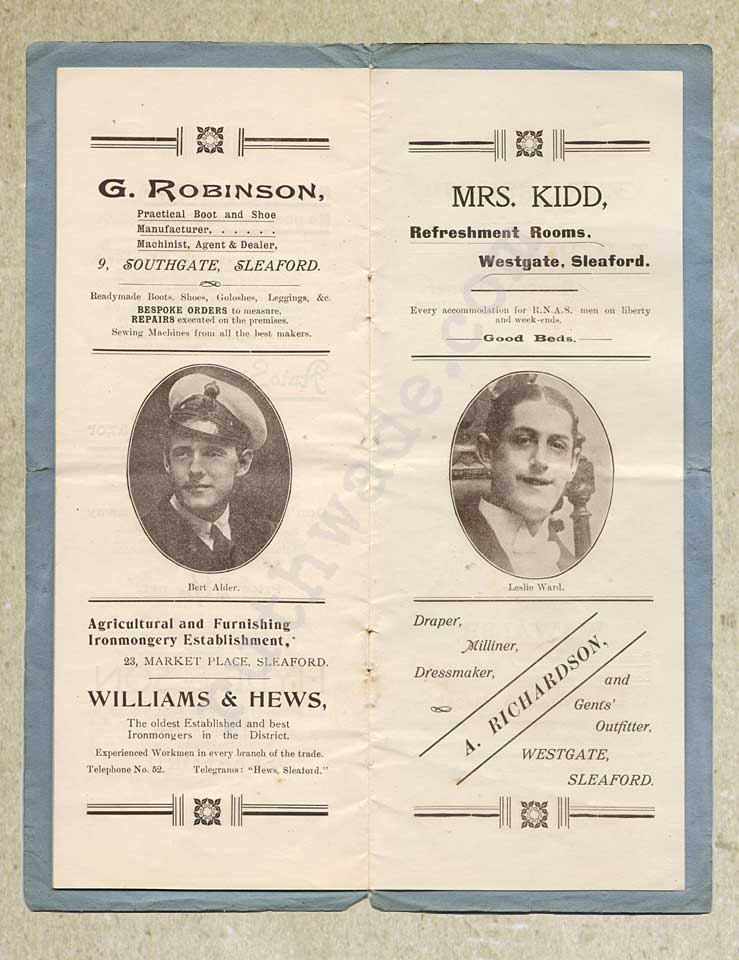 G. ROBINSON,
Practical Boot and Shoe
Manufacturer, . . . . . .
Machinist, Agent & Dealer,
9, SOUTHGATE, SLEAFORD.
Readymade Boots. Shoes, Goloshes, Leggings, &c.
BESPOKE ORDERS to measure.
REPAIRS executed on the premises.
Sewing Machines from all the best makers.
Bert Alder.
Agricultural and Furnishing
Ironmongery Establishment,
23, MARKET PLACE, SLEAFORD.
WILLIAMS & HEWS,
The oldest Established and best
Ironmongers in the District.
Experienced Workmen in every branch of the trade.
Telephone No. 52. Telegrams: "Hews, Sleaford."
MRS. KIDD,
Refreshment Rooms,
Westgate, Sleaford.
Every accommodation for R.N.A.S. men on liberty
and week-ends.
Good Beds.
Leslie Ward.
Draper,
Milliner,
Dressmaker,
A. RICHARDSON,
and
Gents'
Outfitter,
WESTGATE,
SLEAFORD.